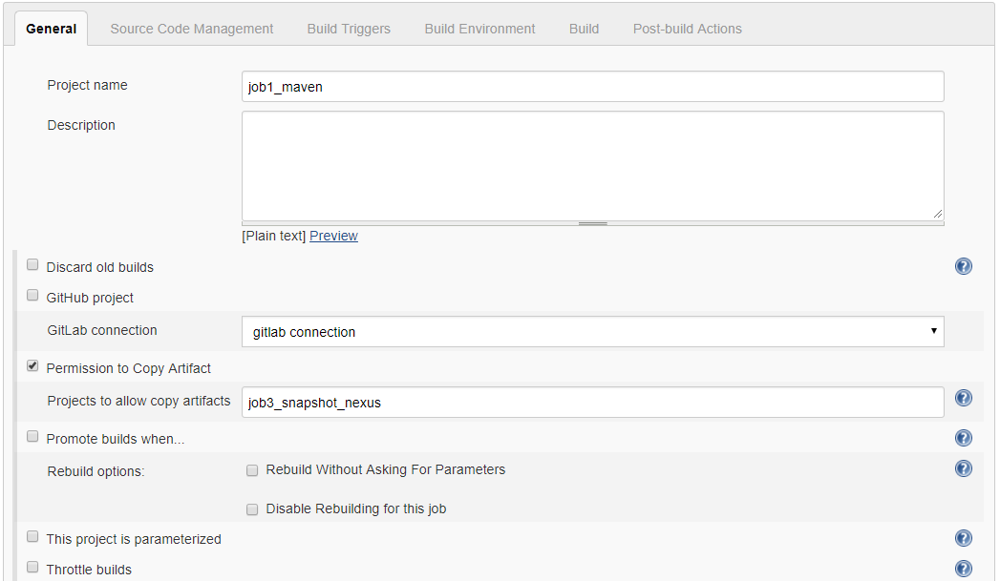 General Source Code Management Build Triggers Build Environment Build Post-build Actions
Project name job1_maven
Description
[Plain text] Preview
Discard old builds
GitHub project
GitLab connection gitlab connection
Permission to Copy Artifact
Projects to allow copy artifacts job3_snapshot_nexus
Promote builds when...
Rebuild options: Rebuild Without Asking For Parameters
Disable Rebuilding for this job
This project is parameterized
Throttle builds